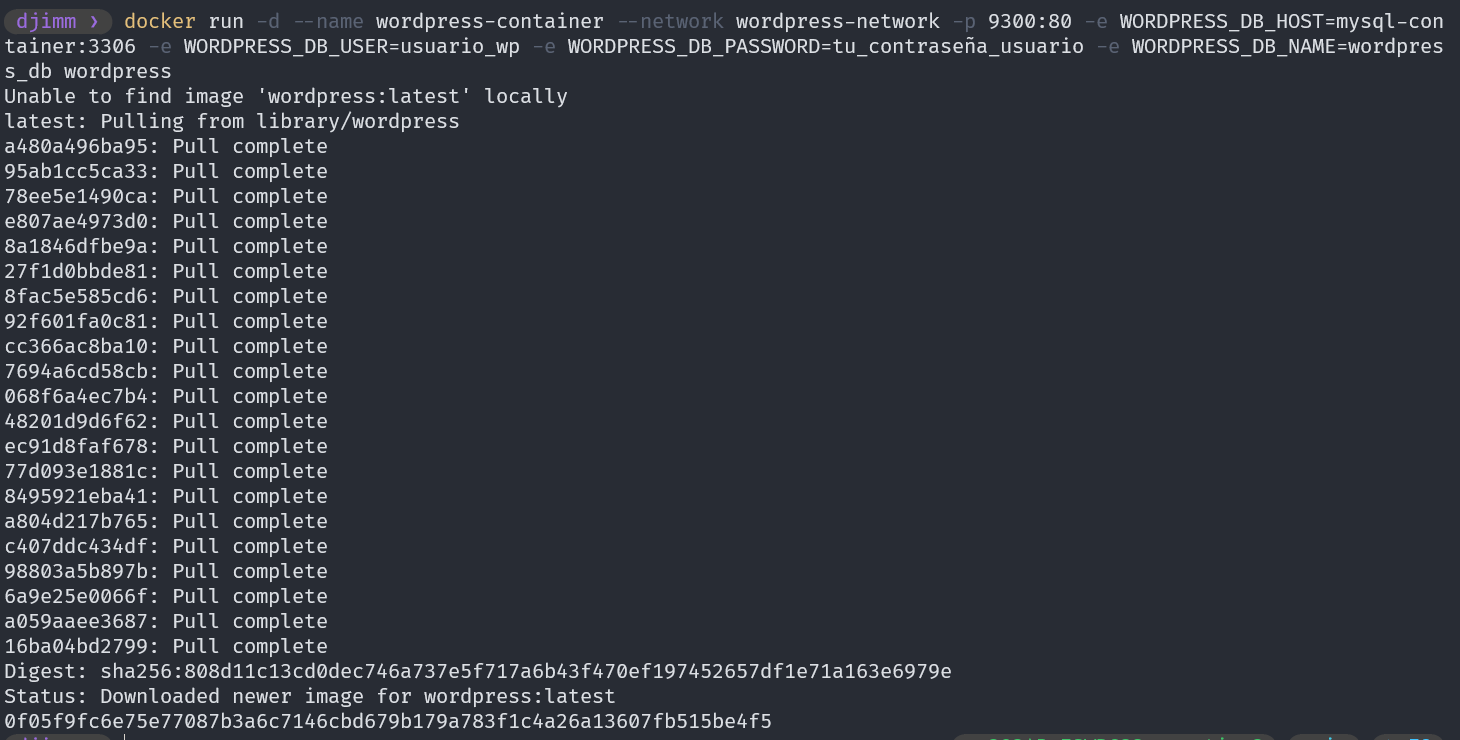 djimm ❯ docker run -d --name wordpress-container --network wordpress-network -p 9300:80 -e WORDPRESS_DB_HOST=mysql-con
tainer:3306 -e WORDPRESS_DB_USER=usuario_wp -e WORDPRESS_DB_PASSWORD=tu_contraseña_usuario -e WORDPRESS_DB_NAME=wordpres
s_db wordpress
Unable to find image 'wordpress:latest' locally
latest: Pulling from library/wordpress
a480a496ba95: Pull complete
95ab1cc5ca33: Pull complete
78ee5e1490ca: Pull complete
e807ae4973d0: Pull complete
8a1846dfbe9a: Pull complete
27f1d0bbde81: Pull complete
8fac5e585cd6: Pull complete
92f601fa0c81: Pull complete
cc366ac8ba10: Pull complete
7694a6cd58cb: Pull complete
068f6a4ec7b4: Pull complete
48201d9d6f62: Pull complete
ec91d8faf678: Pull complete
77d093e1881c: Pull complete
8495921eba41: Pull complete
a804d217b765: Pull complete
c407ddc434df: Pull complete
98803a5b897b: Pull complete
6a9e25e0066f: Pull complete
a059aaee3687: Pull complete
16ba04bd2799: Pull complete
Digest: sha256:808d11c13cd0dec746a737e5f717a6b43f470ef197452657df1e71a163e6979e
Status: Downloaded newer image for wordpress:latest
0f05f9fc6e75e77087b3a6c7146cbd679b179a783f1c4a26a13607fb515be4f5